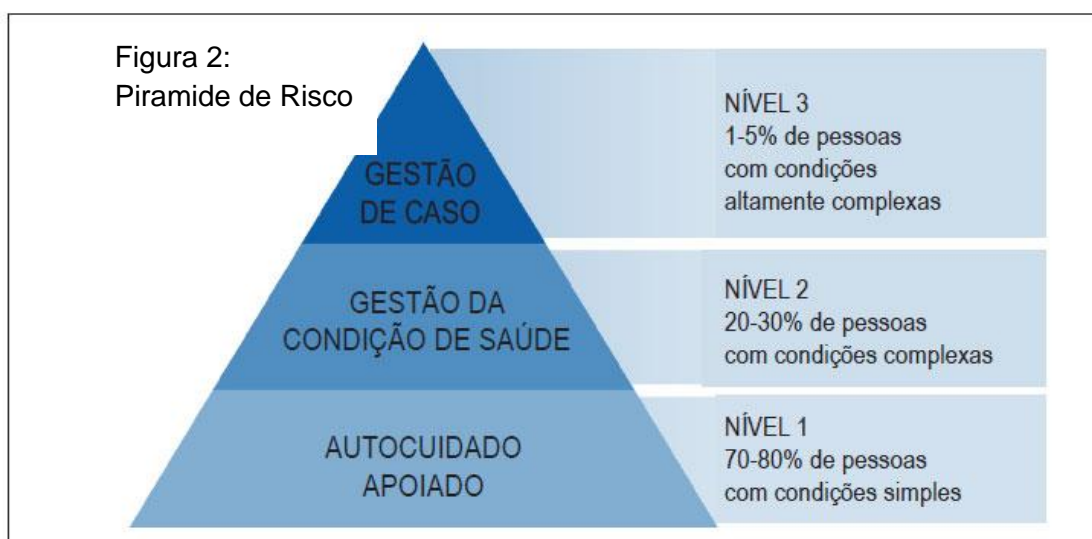 Figura 2:
Piramide de Risco
GESTÃO
DE CASO
NÍVEL 3
1-5% de pessoas
com condições
altamente complexas
GESTÃO DA
CONDIÇÃO DE SAÚDE
NÍVEL 2
20-30% de pessoas
com condições complexas
AUTOCUIDADO
APOIADO
NÍVEL 1
70-80% de pessoas
com condições simples